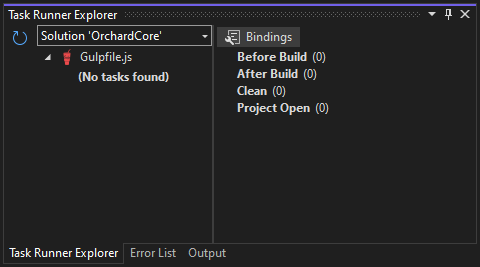 Task Runner Explorer
Solution 'OrchardCore'
Gulpfile.js
(No tasks found)
Bindings
Before Build (0)
After Build (0)
Clean (0)
Project Open (0)
Task Runner Explorer Error List Output